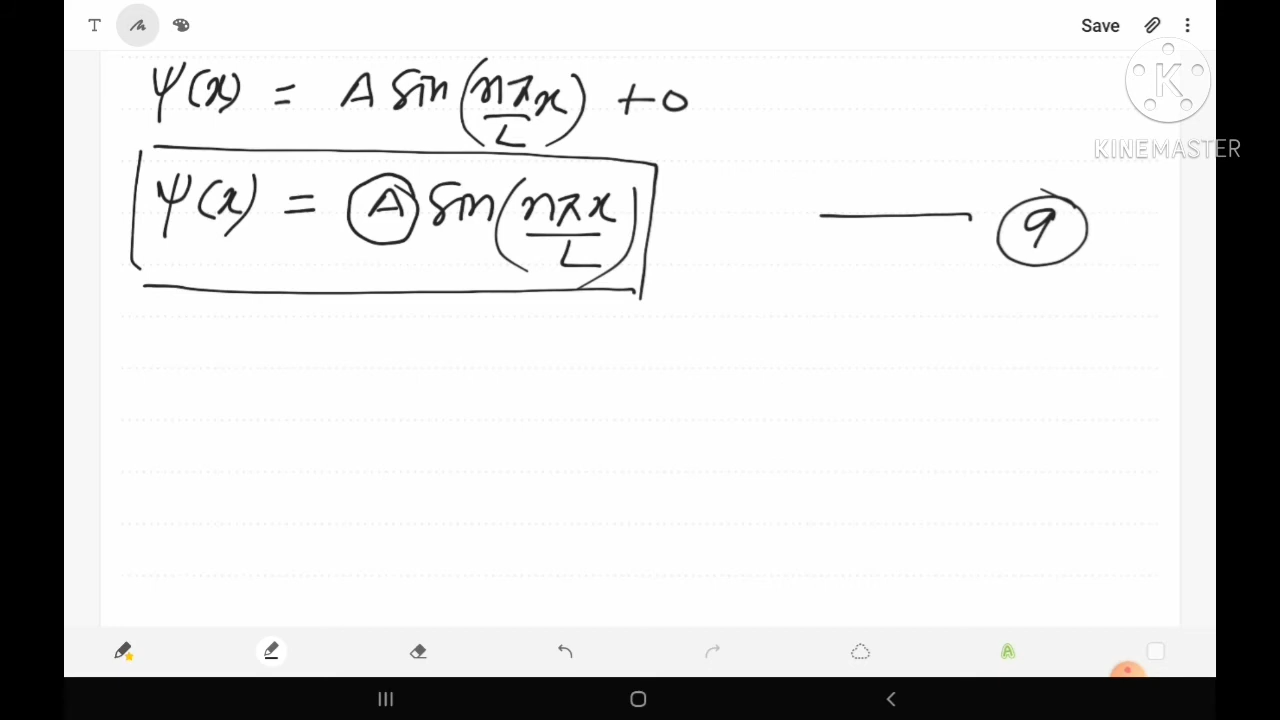 T Save
ψ(x) = A Sin(nπx/L) + 0
K
KINEMASTER
ψ(x) = A Sin(nπx/L) 9
A